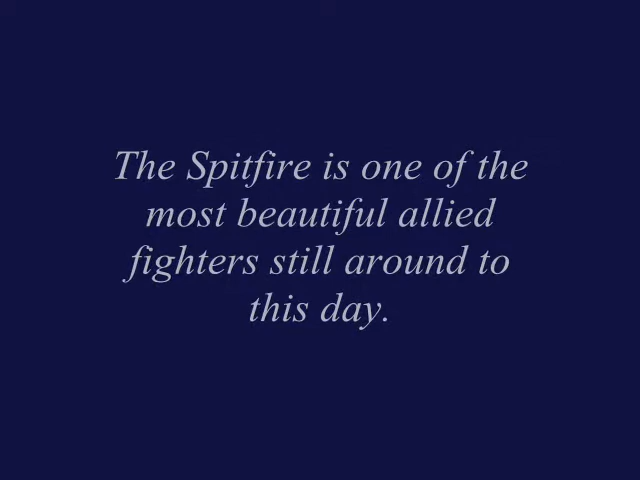 The Spitfire is one of the
most beautiful allied
fighters still around to
this day.